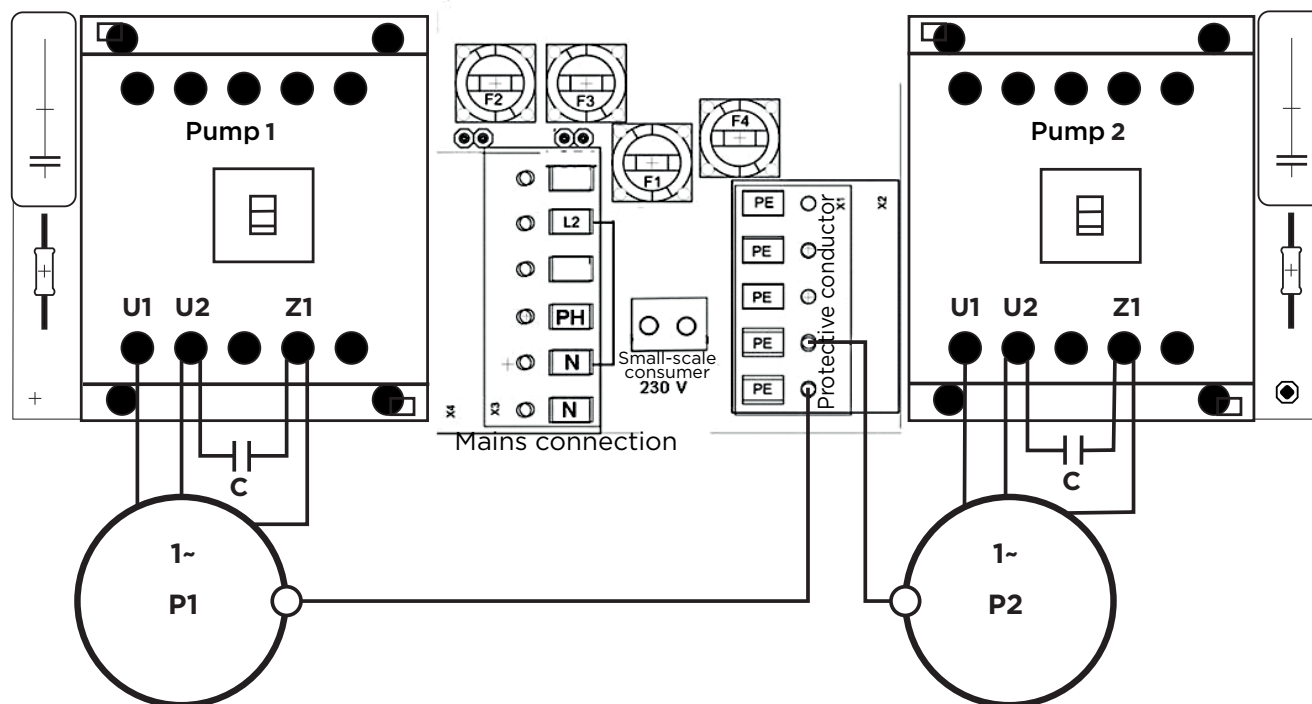 F2
F3
F4
F1
Pump 1
Pump 2
PE
X1
X2
L2
PE
Protective conductor
PE
U1 U2 Z1
PH
PE
U1 U2 Z1
N
Small-scale
consumer
230 V
PE
X4
X3
N
Mains connection
C
C
1~
P1
1~
P2